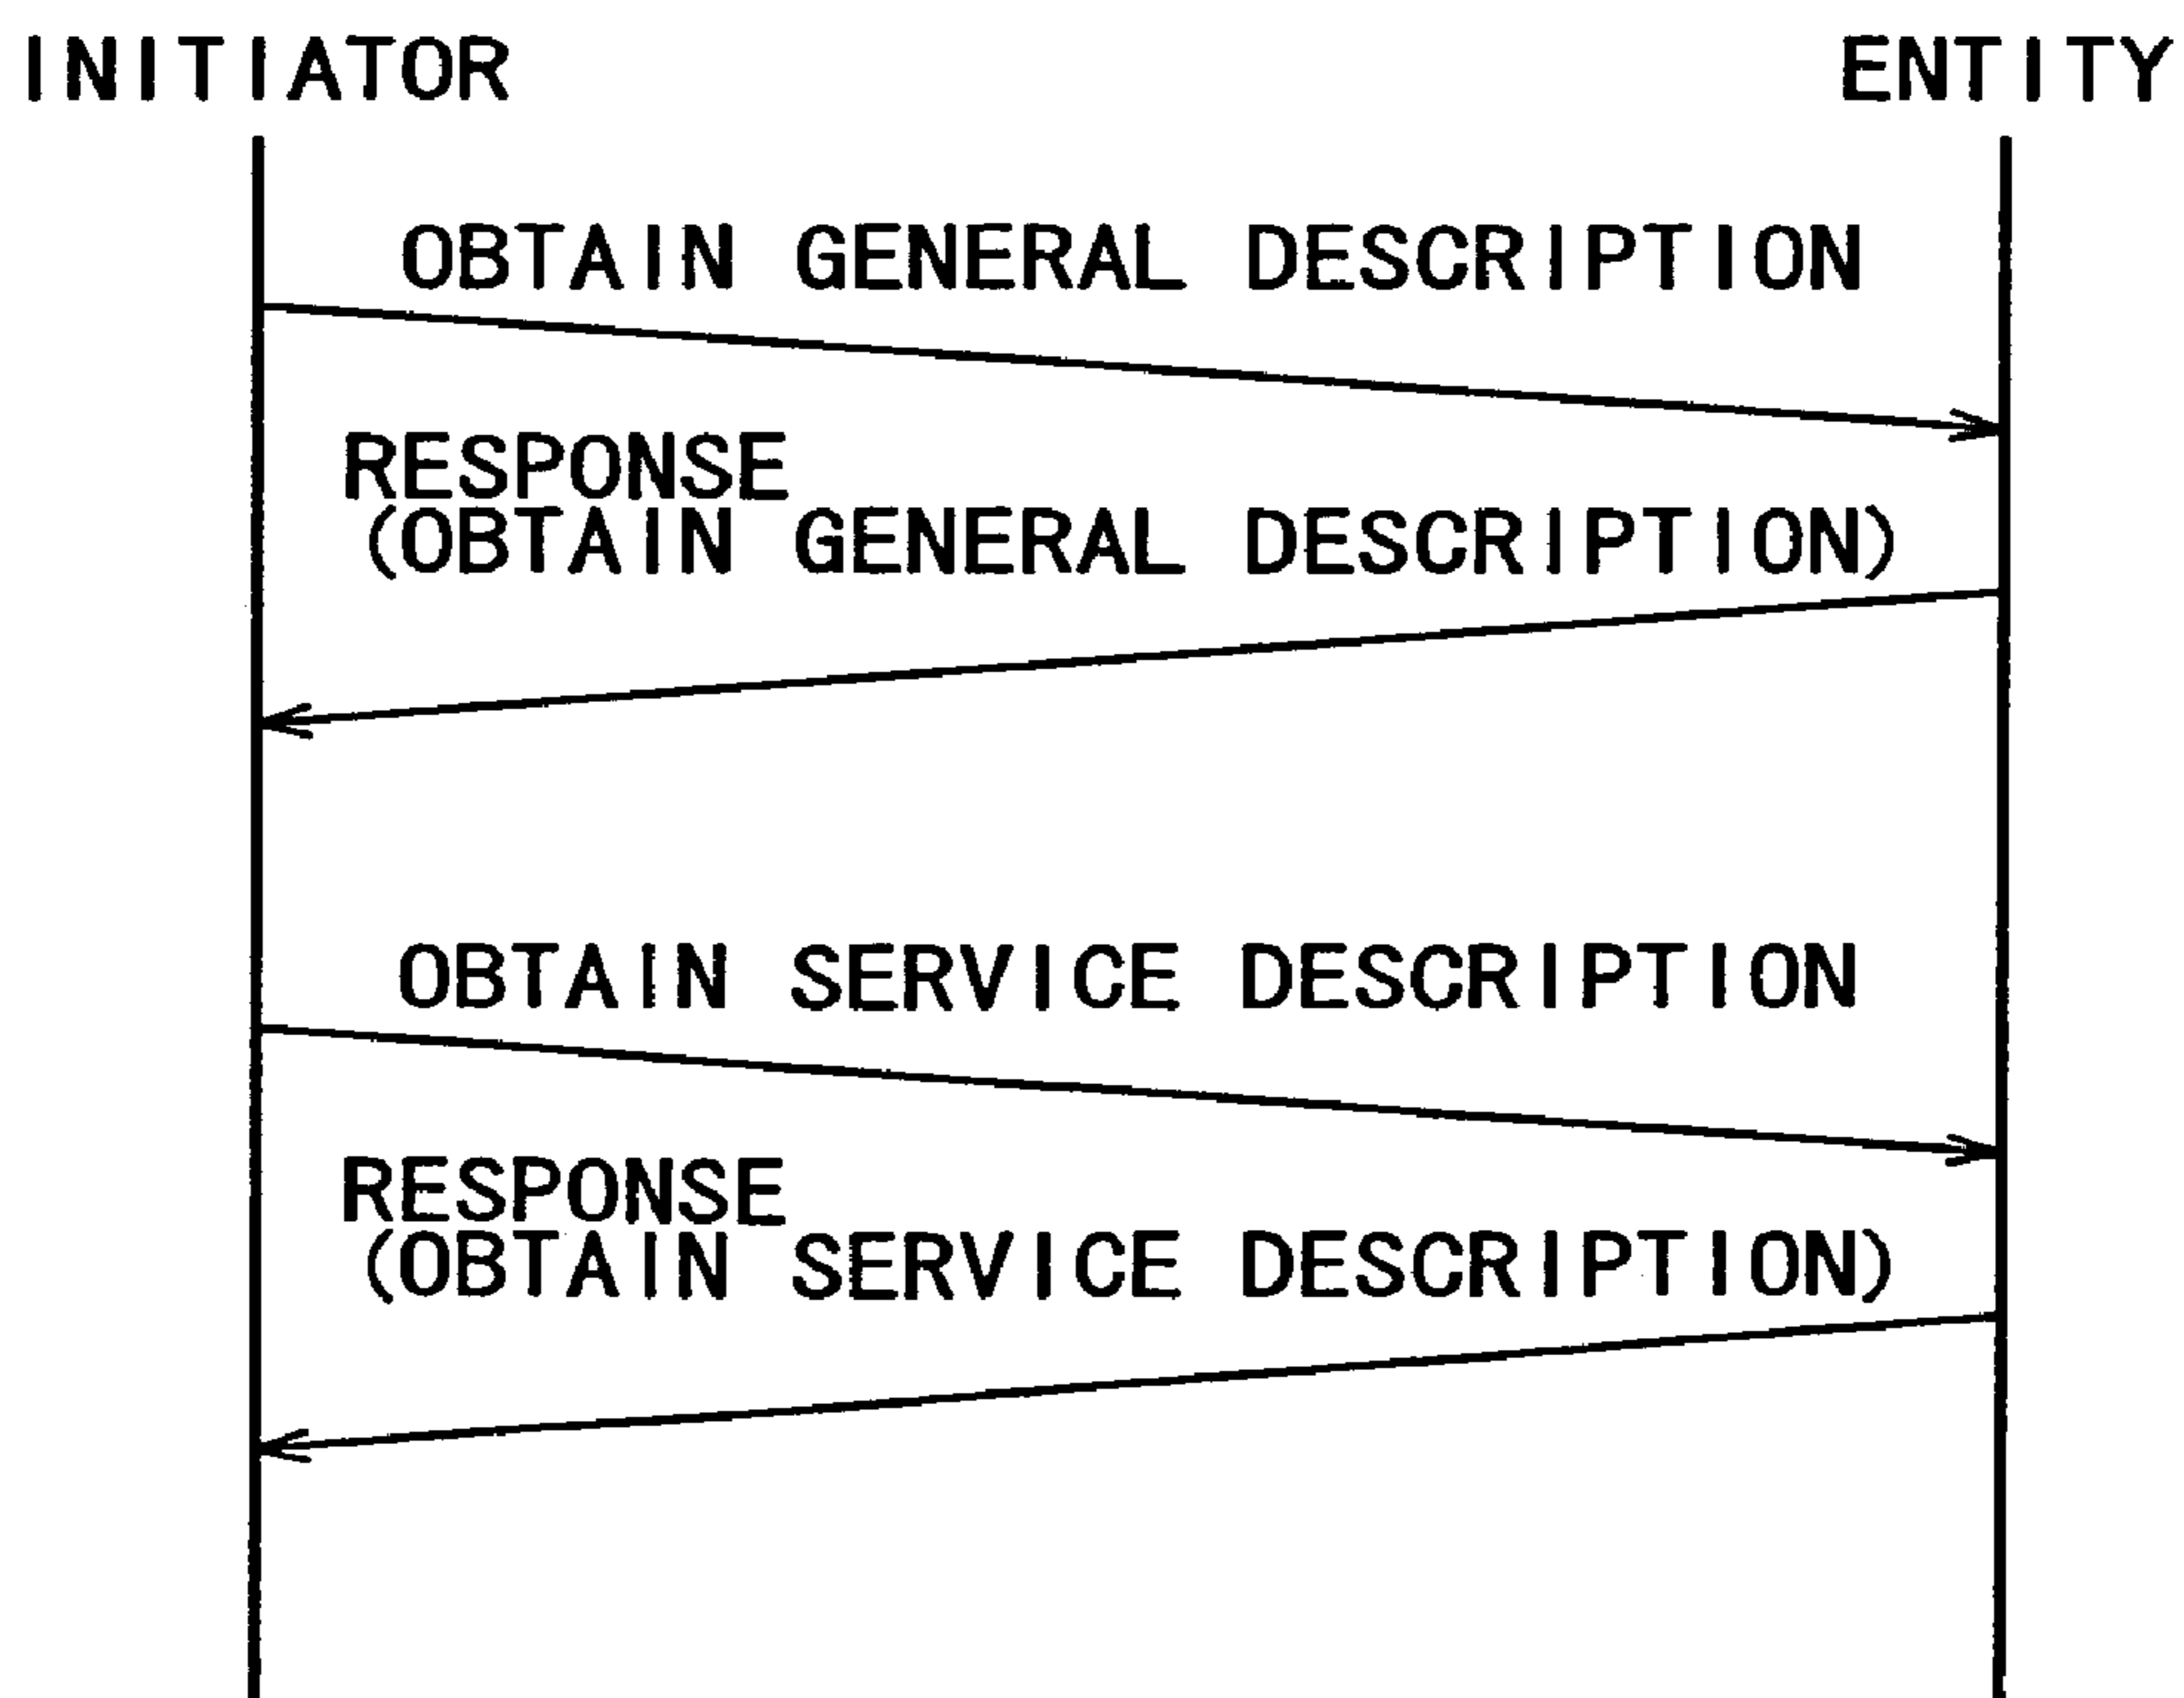 INITIATOR ENTITY
OBTAIN GENERAL DESCRIPTION
RESPONSE
(OBTAIN GENERAL DESCRIPTION)
OBTAIN SERVICE DESCRIPTION
RESPONSE
(OBTAIN SERVICE DESCRIPTION)